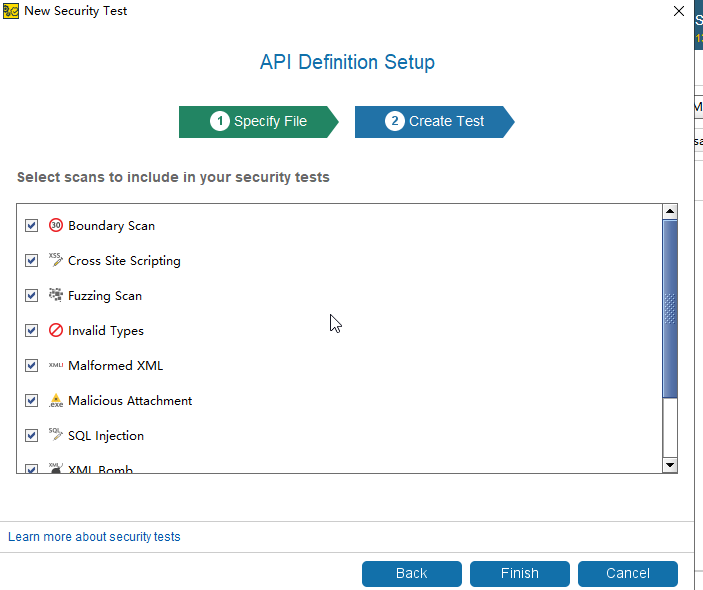 New Security Test
API Definition Setup
1 Specify File
2 Create Test
Select scans to include in your security tests
30 Boundary Scan
XSS Cross Site Scripting
Fuzzing Scan
Invalid Types
XML! Malformed XML
.exe Malicious Attachment
SQL SQL Injection
XML XML Bomb
Learn more about security tests
Back
Finish
Cancel